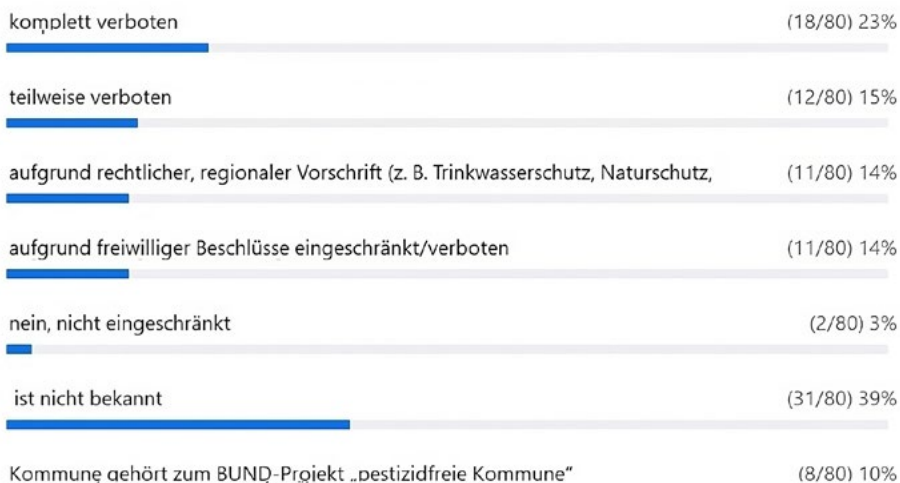 komplett verboten (18/80) 23%
teilweise verboten (12/80) 15%
aufgrund rechtlicher, regionaler Vorschrift (z. B. Trinkwasserschutz, Naturschutz, (11/80) 14%
aufgrund freiwilliger Beschlüsse eingeschränkt/verboten (11/80) 14%
nein, nicht eingeschränkt (2/80) 3%
ist nicht bekannt (31/80) 39%
Kommune gehört zum BUND-Projekt „pestizidfreie Kommune“ (8/80) 10%